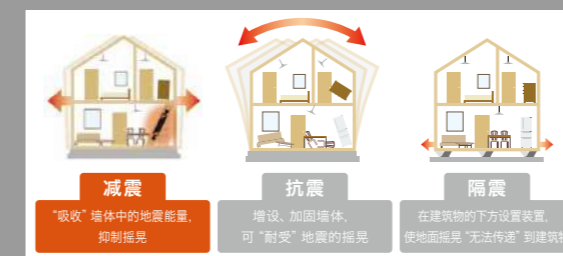 减震
"吸收"墙体中的地震能量,
抑制摇晃
抗震
增设、加固墙体,
可"耐受"地震的摇晃
隔震
在建筑物的下方设置装置,
使地面摇晃"无法传递"到建筑物